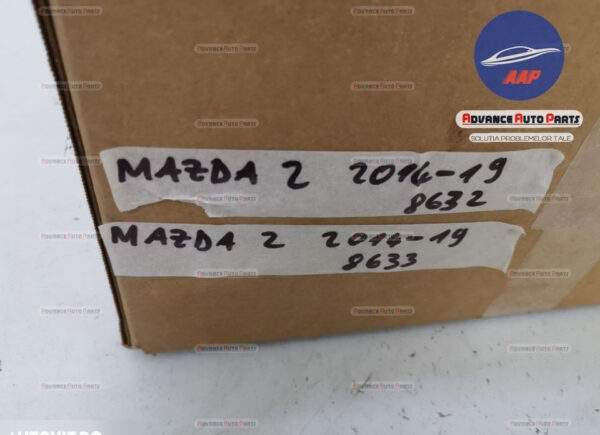 AAP
ADVANCE AUTO PARTS
SOLUTIA PROBLEMELOR TALE
MAZDA 2 2014-19
8632
MAZDA 2 2014-19
8633